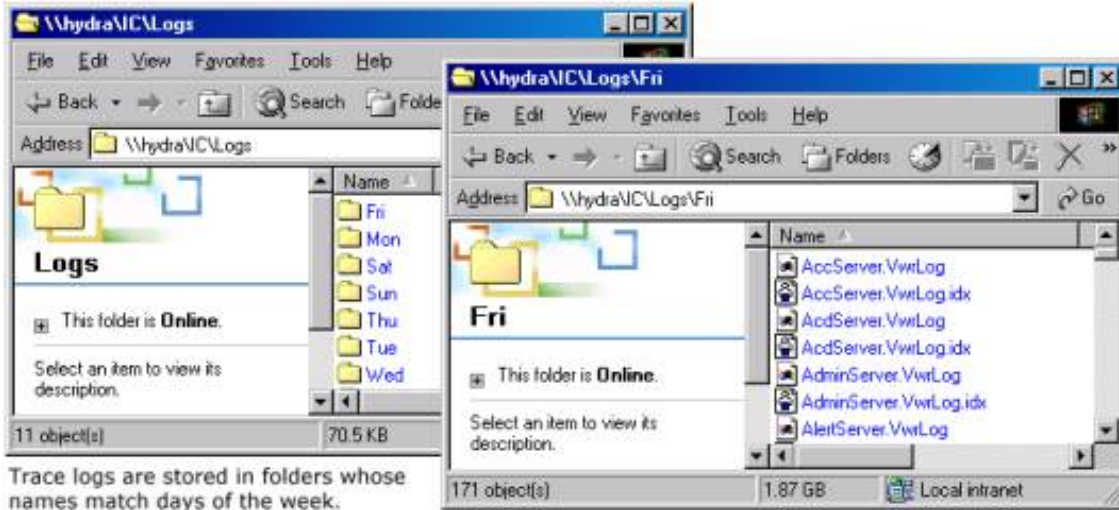 \\hydra\IC\Logs
File Edit View Favorites Tools Help
Back Search Folde
Address \\hydra\IC\Logs
Name
Logs
This folder is Online.
Select an item to view its
description.
Fri
Mon
Sat
Sun
Thu
Tue
Wed
11 object(s) 70.5 KB
Trace logs are stored in folders whose
names match days of the week.
\\hydra\IC\Logs\Fri
File Edit View Favorites Tools Help
Back Search Folders »
Address \\hydra\IC\Logs\Fri Go
Name
Fri
This folder is Online.
Select an item to view its
description.
AccServer.VwrLog
AccServer.VwrLog.idx
AcdServer.VwrLog
AcdServer.VwrLog.idx
AdminServer.VwrLog
AdminServer.VwrLog.idx
AlertServer.VwrLog
171 object(s) 1.87 GB Local intranet